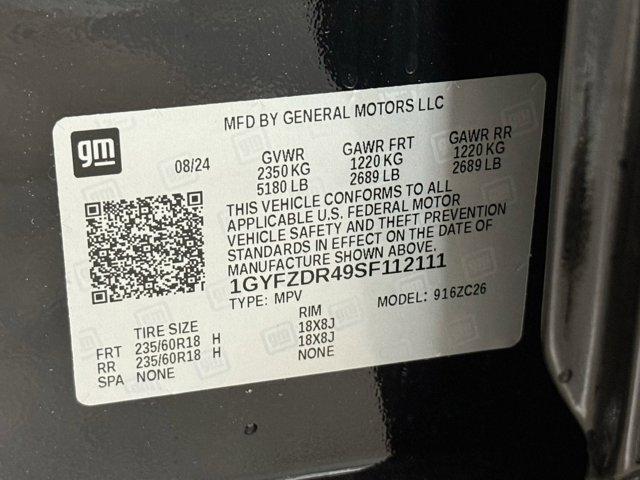 MFD BY GENERAL MOTORS LLC
gm
08/24 GVWR GAWR FRT GAWR RR
2350 KG 1220 KG 1220 KG
5180 LB 2689 LB 2689 LB
THIS VEHICLE CONFORMS TO ALL
APPLICABLE U.S. FEDERAL MOTOR
VEHICLE SAFETY AND THEFT PREVENTION
STANDARDS IN EFFECT ON THE DATE OF
MANUFACTURE SHOWN ABOVE.
1GYFZDR49SF112111
TYPE: MPV MODEL: 916ZC26
TIRE SIZE RIM
FRT 235/60R18 H 18X8J
RR 235/60R18 H 18X8J
SPA NONE NONE